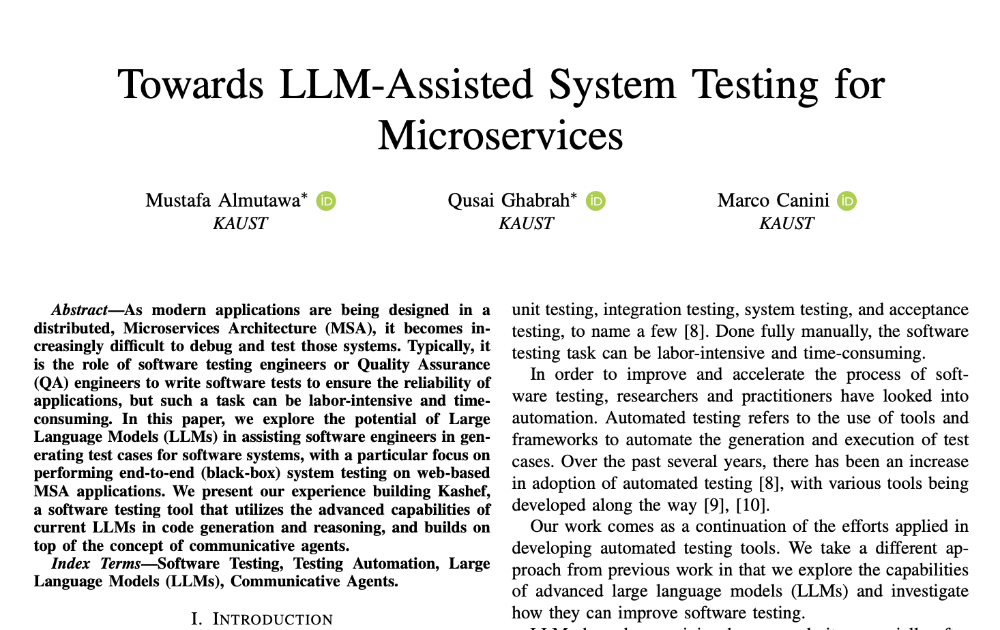 Towards LLM-Assisted System Testing for
Microservices
Mustafa Almutawa* iD
KAUST
Qusai Ghabrah* iD
KAUST
Marco Canini iD
KAUST
Abstract—As modern applications are being designed in a
distributed, Microservices Architecture (MSA), it becomes in-
creasingly difficult to debug and test those systems. Typically, it
is the role of software testing engineers or Quality Assurance
(QA) engineers to write software tests to ensure the reliability of
applications, but such a task can be labor-intensive and time-
consuming. In this paper, we explore the potential of Large
Language Models (LLMs) in assisting software engineers in gen-
erating test cases for software systems, with a particular focus on
performing end-to-end (black-box) system testing on web-based
MSA applications. We present our experience building Kashef,
a software testing tool that utilizes the advanced capabilities of
current LLMs in code generation and reasoning, and builds on
top of the concept of communicative agents.
Index Terms—Software Testing, Testing Automation, Large
Language Models (LLMs), Communicative Agents.
I. INTRODUCTION
unit testing, integration testing, system testing, and acceptance
testing, to name a few [8]. Done fully manually, the software
testing task can be labor-intensive and time-consuming.
In order to improve and accelerate the process of soft-
ware testing, researchers and practitioners have looked into
automation. Automated testing refers to the use of tools and
frameworks to automate the generation and execution of test
cases. Over the past several years, there has been an increase
in adoption of automated testing [8], with various tools being
developed along the way [9], [10].
Our work comes as a continuation of the efforts applied in
developing automated testing tools. We take a different ap-
proach from previous work in that we explore the capabilities
of advanced large language models (LLMs) and investigate
how they can improve software testing.